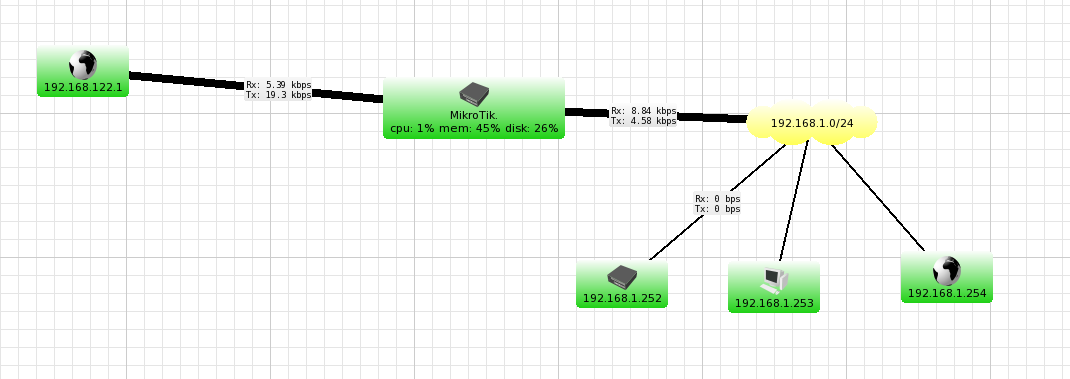 192.168.122.1
Rx: 5.39 kbps
Tx: 19.3 kbps
MikroTik.
cpu: 1% mem: 45% disk: 26%
Rx: 8.84 kbps
Tx: 4.58 kbps
192.168.1.0/24
Rx: 0 bps
Tx: 0 bps
192.168.1.252
192.168.1.253
192.168.1.254